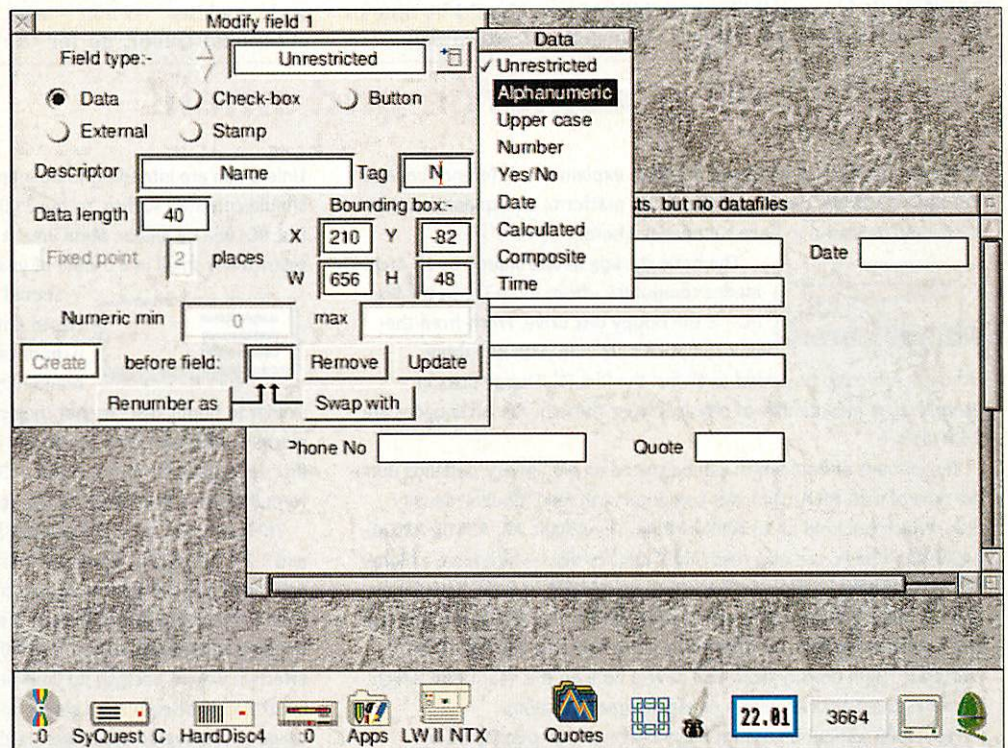 Modify field 1
Field type:- Unrestricted
Data Check-box Button
External Stamp
Descriptor Name Tag N
Data length 40 Bounding box:-
X 210 Y -82
Fixed point 2 places
W 656 H 48
Numeric min 0 max
Create before field: Remove Update
Renumber as Swap with
Data
Unrestricted
Alphanumeric
Upper case
Number
Yes/No
Date
Calculated
Composite
Time
sts, but no datafiles
Date
Phone No Quote
:0 SyQuest C HardDisc4 :0 Apps LW II NTX Quotes 22.01 3664